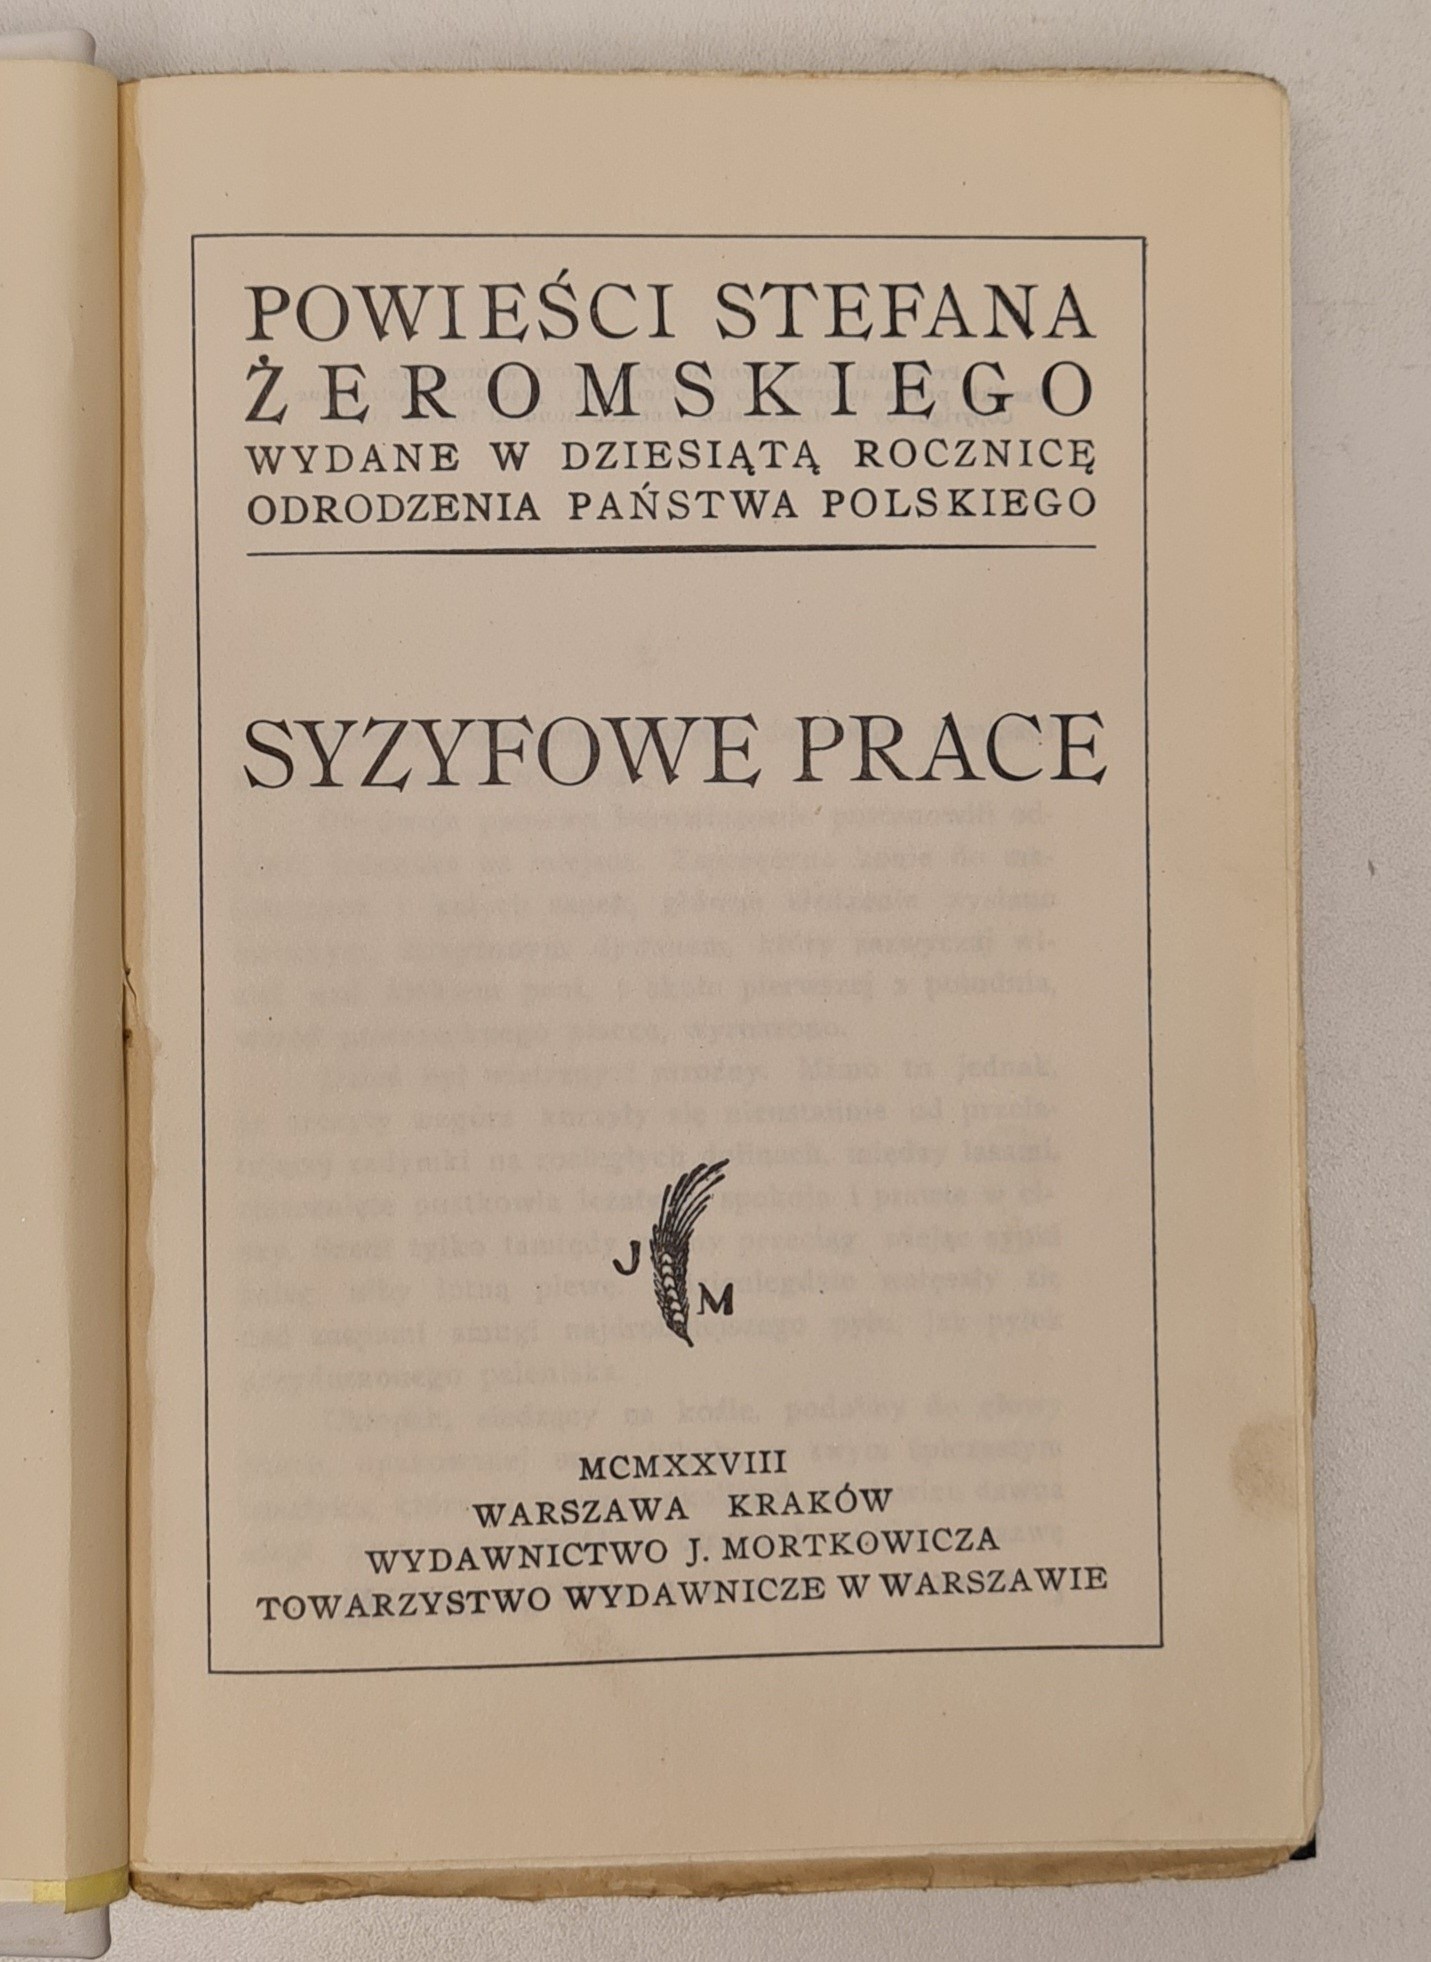 POWIEŚCI STEFANA
ŻEROMSKIEGO
WYDANE W DZIESIĄTĄ ROCZNICĘ
ODRODZENIA PAŃSTWA POLSKIEGO
SYZYFOWE PRACE
J
M
MCMXXVIII
WARSZAWA KRAKÓW
WYDAWNICTWO J. MORTKOWICZA
TOWARZYSTWO WYDAWNICZE W WARSZAWIE